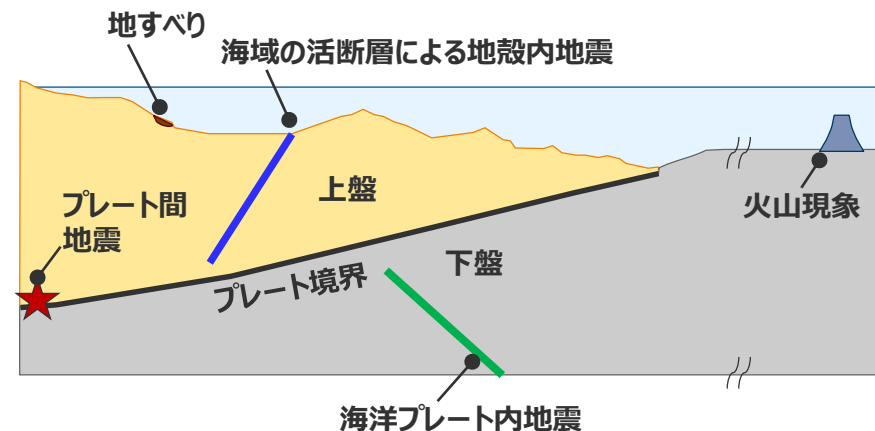 地すべり
海域の活断層による地殻内地震
上盤
プレート間
地震
火山現象
下盤
プレート境界
海洋プレート内地震